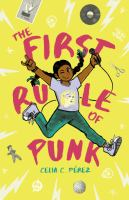 THE
FIRST
RULE
OF
PUNK
CELIA C. PÉREZ